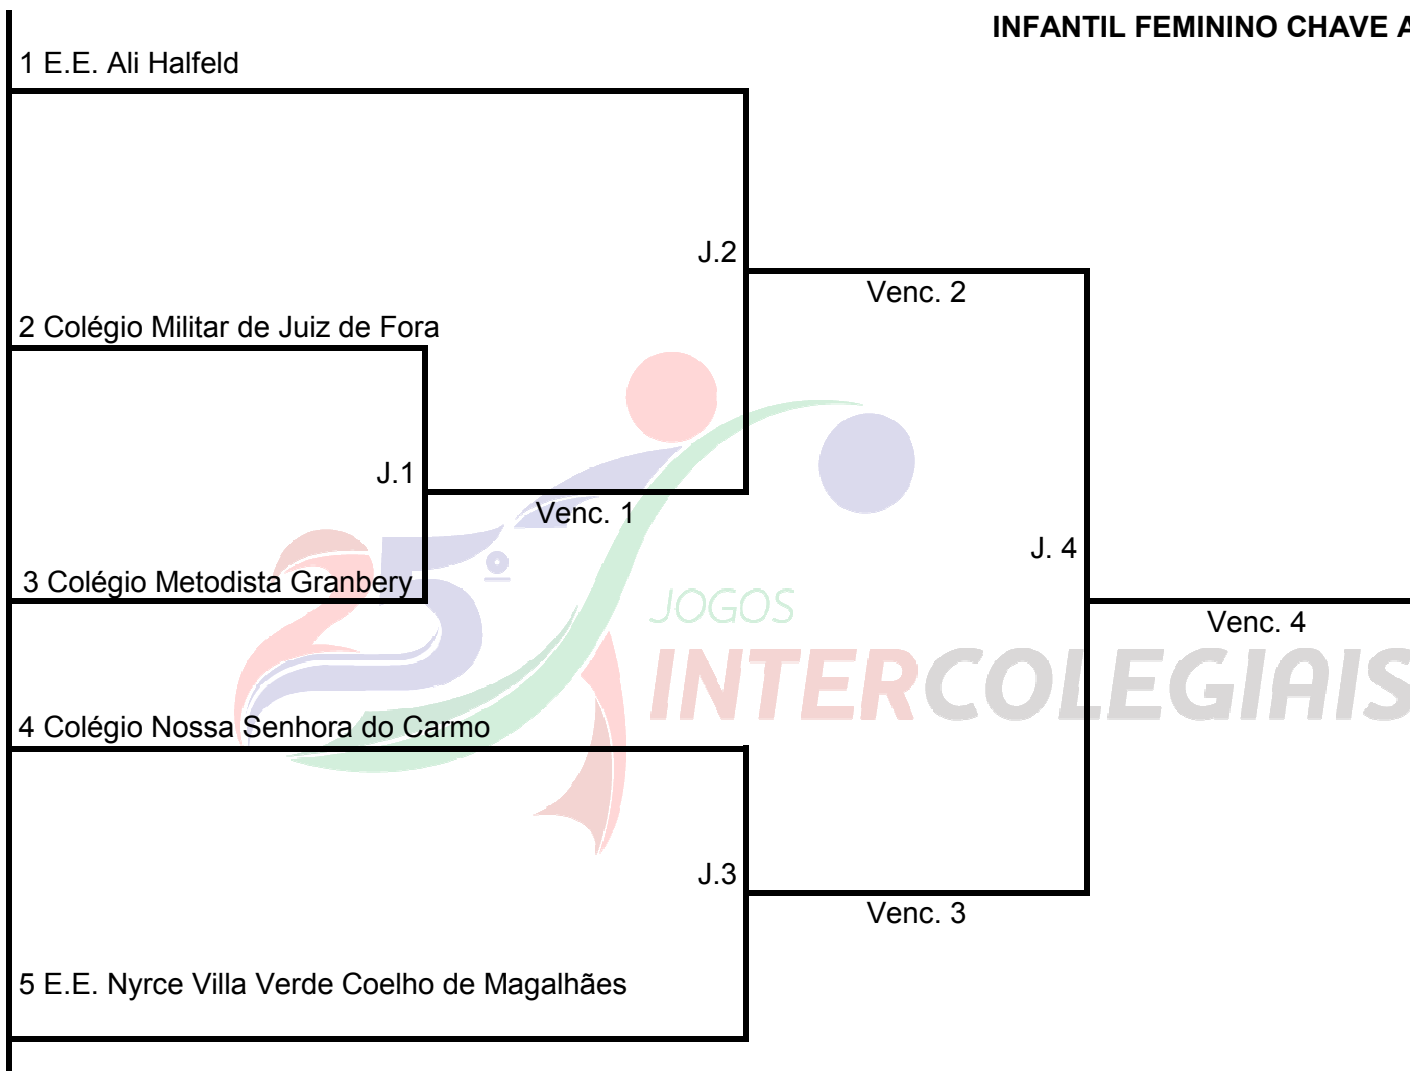 INFANTIL FEMININO CHAVE A
1 E.E. Ali Halfeld
J.2
Venc. 2
2 Colégio Militar de Juiz de Fora
J.1
Venc. 1
J. 4
25º
3 Colégio Metodista Granbery
JOGOS
Venc. 4
INTERCOLEGIAIS
4 Colégio Nossa Senhora do Carmo
J.3
Venc. 3
5 E.E. Nyrce Villa Verde Coelho de Magalhães